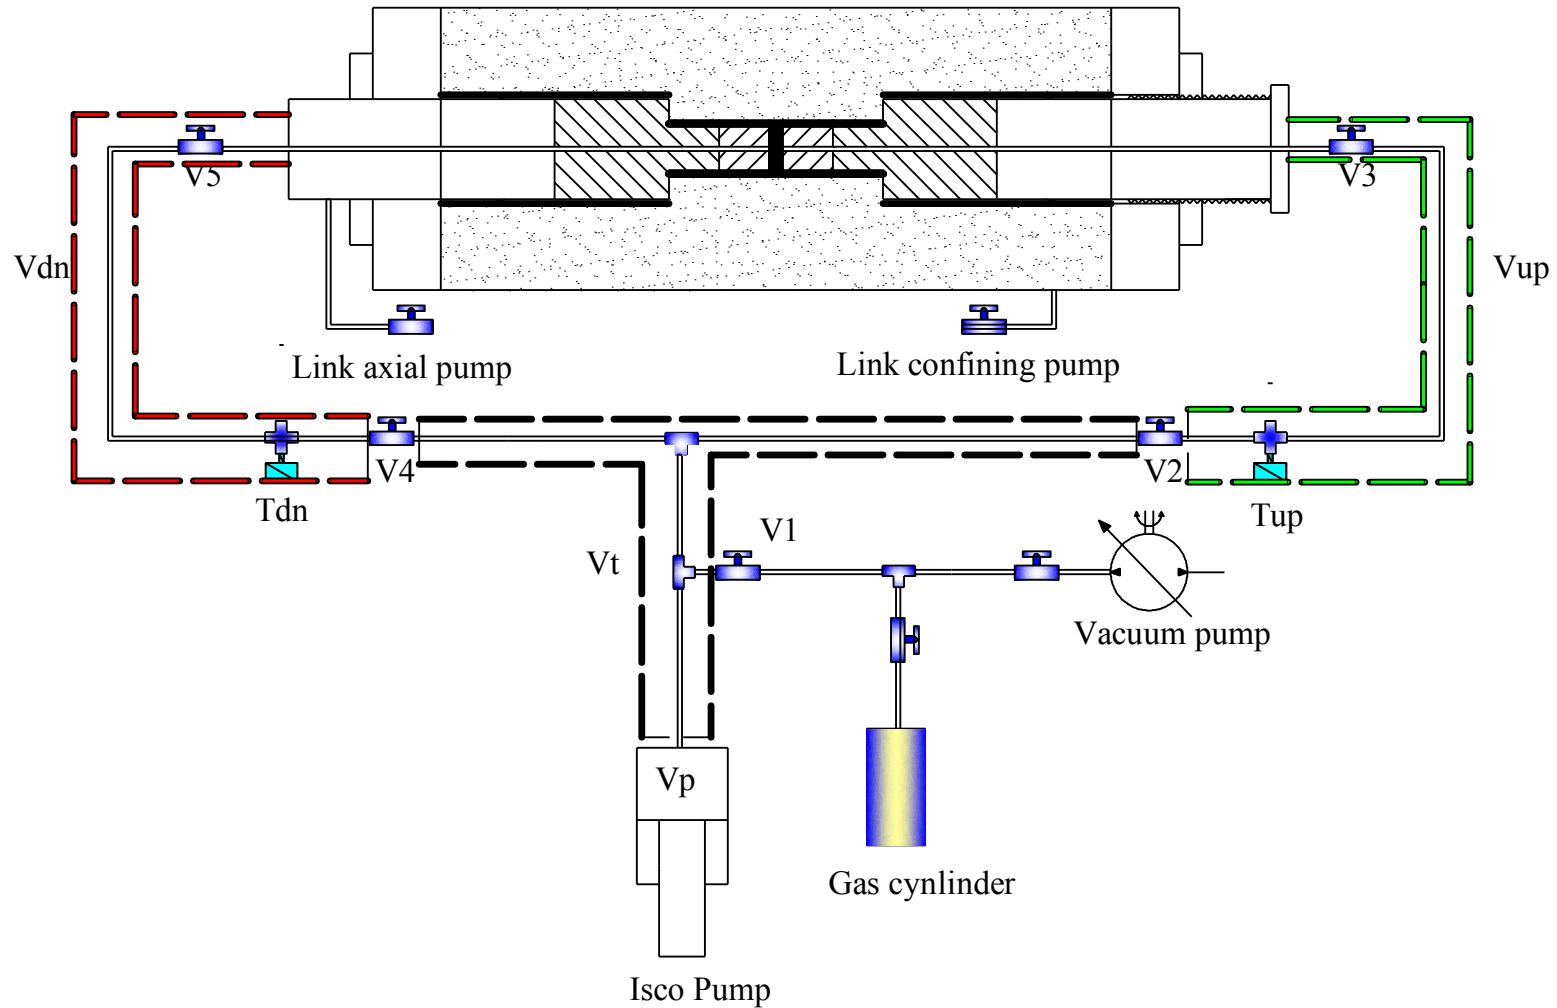 V5
V3
Vdn
Vup
Link axial pump
Link confining pump
V4
V2
Tdn
Tup
V1
Vt
Vacuum pump
Vp
Gas cynlinder
Isco Pump